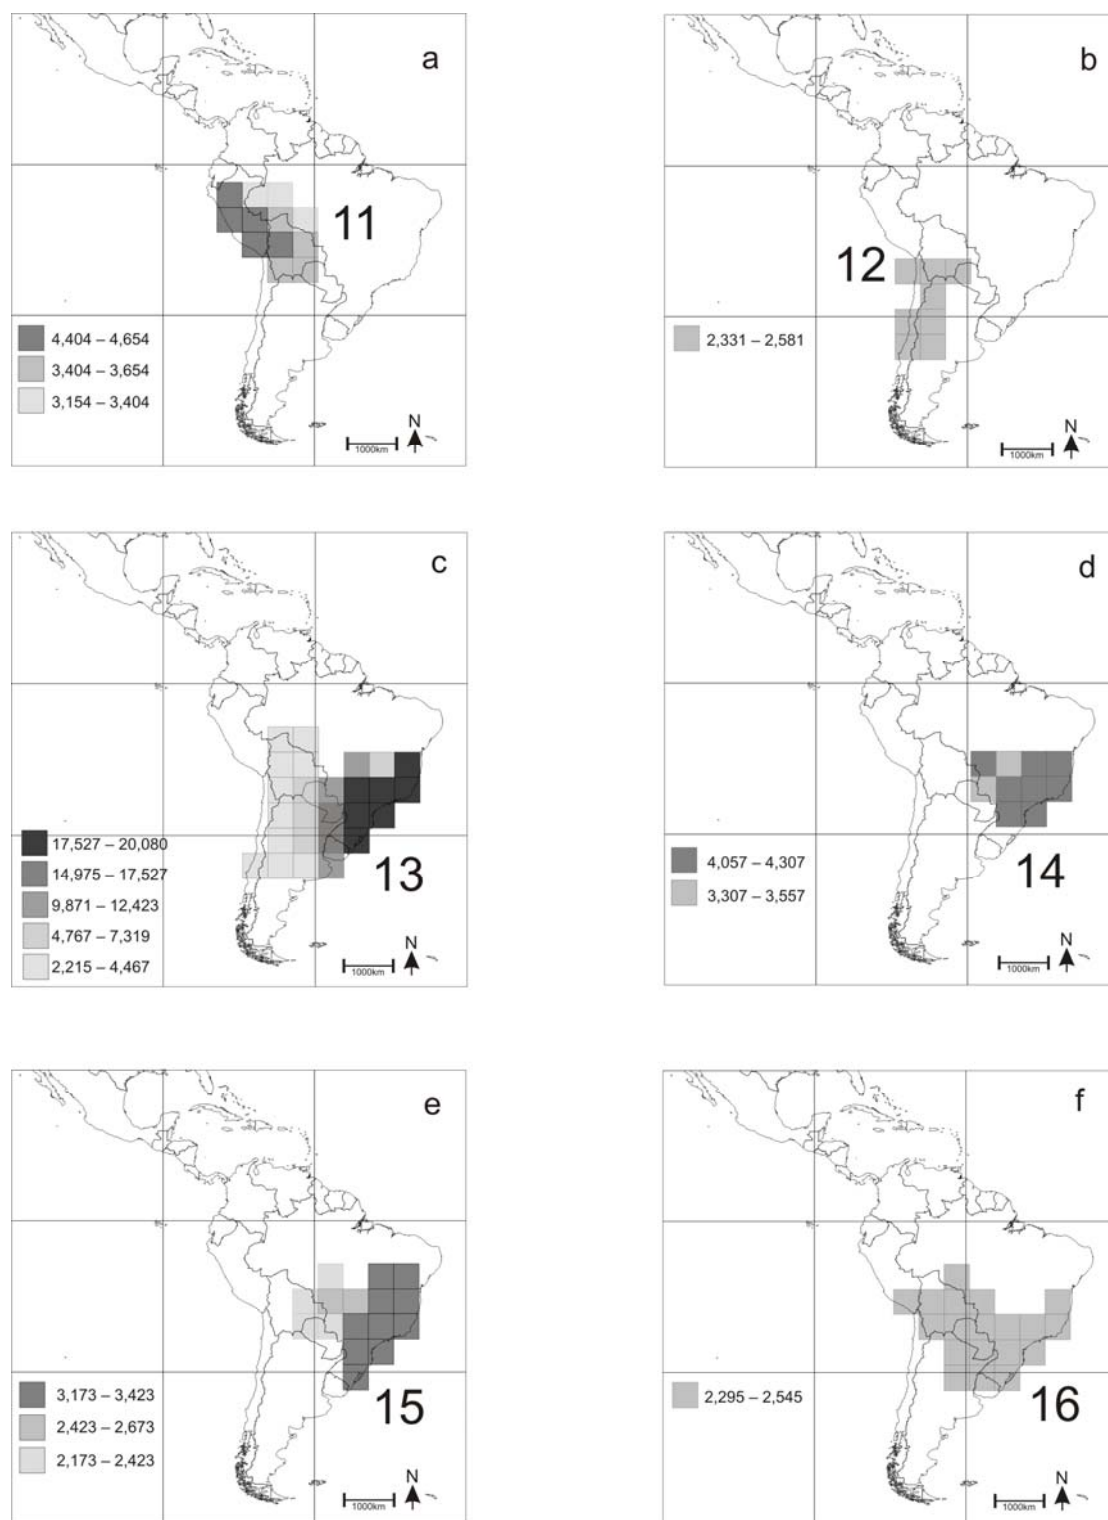 a
11
4,404 – 4,654
3,404 – 3,654
3,154 – 3,404
N
1000km
b
12
2,331 – 2,581
N
1000km
c
13
17,527 – 20,080
14,975 – 17,527
9,871 – 12,423
4,767 – 7,319
2,215 – 4,467
N
1000km
d
14
4,057 – 4,307
3,307 – 3,557
N
1000km
e
15
3,173 – 3,423
2,423 – 2,673
2,173 – 2,423
N
1000km
f
16
2,295 – 2,545
N
1000km